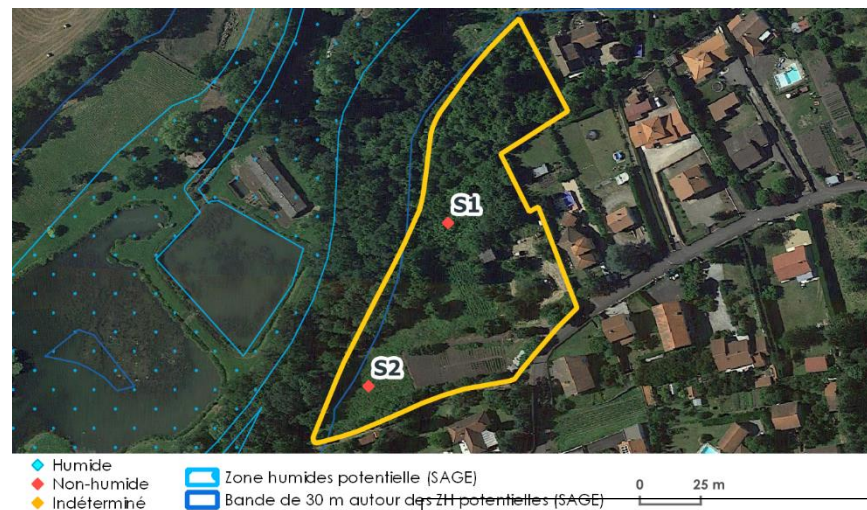 S1
S2
Humide
Non-humide
Indéterminé
Zone humides potentielle (SAGE)
Bande de 30 m autour des ZH potentielles (SAGE)
0 25 m